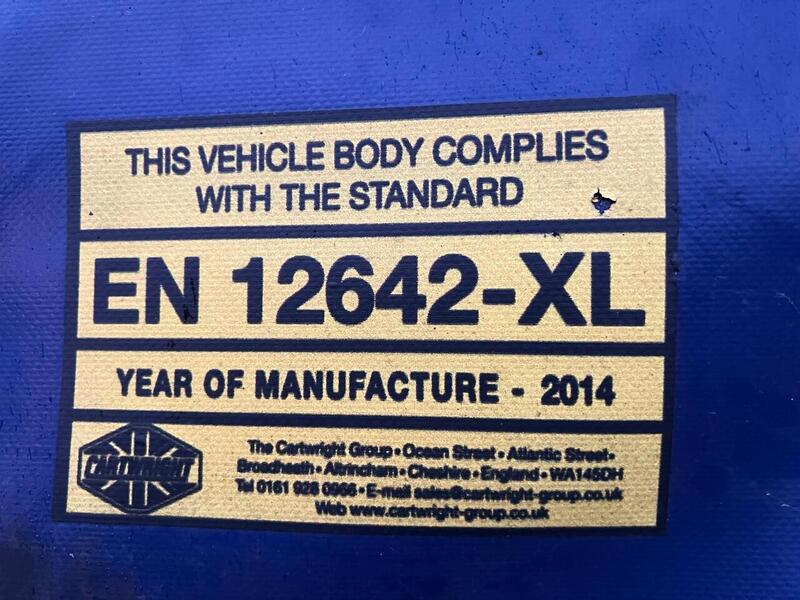 THIS VEHICLE BODY COMPLIES
WITH THE STANDARD
EN 12642-XL
YEAR OF MANUFACTURE - 2014
CARTWRIGHT
The Cartwright Group • Ocean Street • Atlantic Street •
Broadheath • Altrincham • Cheshire • England • WA145DH
Tel 0161 928 0966 • E-mail sales@cartwright-group.co.uk
Web www.cartwright-group.co.uk